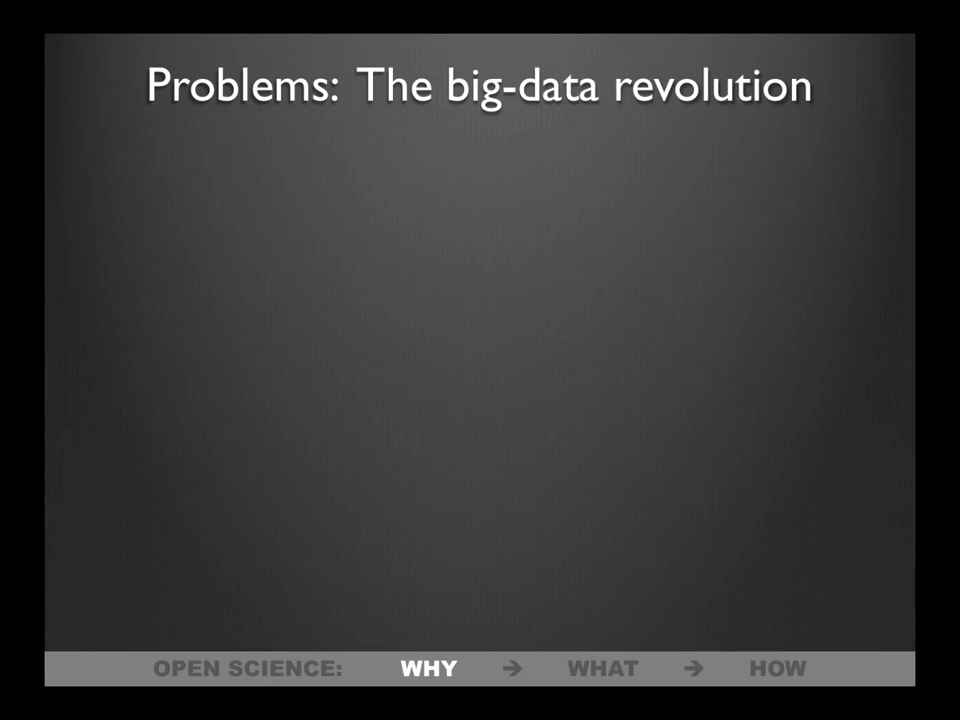 Problems: The big-data revolution
OPEN SCIENCE: WHY → WHAT → HOW